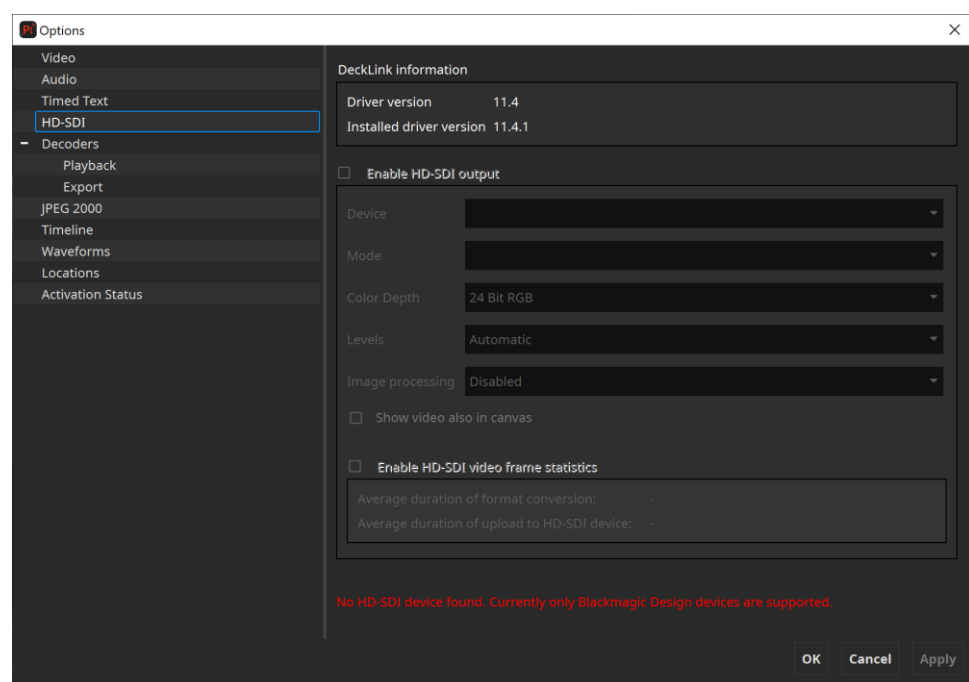 Pi Options
Video
Audio
Timed Text
HD-SDI
Decoders
Playback
Export
JPEG 2000
Timeline
Waveforms
Locations
Activation Status
DeckLink information
Driver version 11.4
Installed driver version 11.4.1
Enable HD-SDI output
Device
Mode
Color Depth 24 Bit RGB
Levels Automatic
Image processing Disabled
Show video also in canvas
Enable HD-SDI video frame statistics
Average duration of format conversion: -
Average duration of upload to HD-SDI device: -
No HD-SDI device found. Currently only Blackmagic Design devices are supported.
OK Cancel Apply